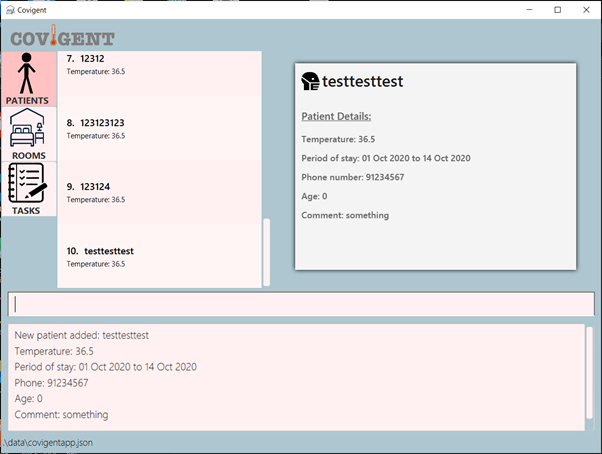 Covigent
COVIGENT
PATIENTS
ROOMS
TASKS
7. 12312
Temperature: 36.5
8. 123123123
Temperature: 36.5
9. 123124
Temperature: 36.5
10. testtesttest
Temperature: 36.5
testtesttest
Patient Details:
Temperature: 36.5
Period of stay: 01 Oct 2020 to 14 Oct 2020
Phone number: 91234567
Age: 0
Comment: something
New patient added: testtesttest
Temperature: 36.5
Period of stay: 01 Oct 2020 to 14 Oct 2020
Phone: 91234567
Age: 0
Comment: something
.\data\covigentapp.json